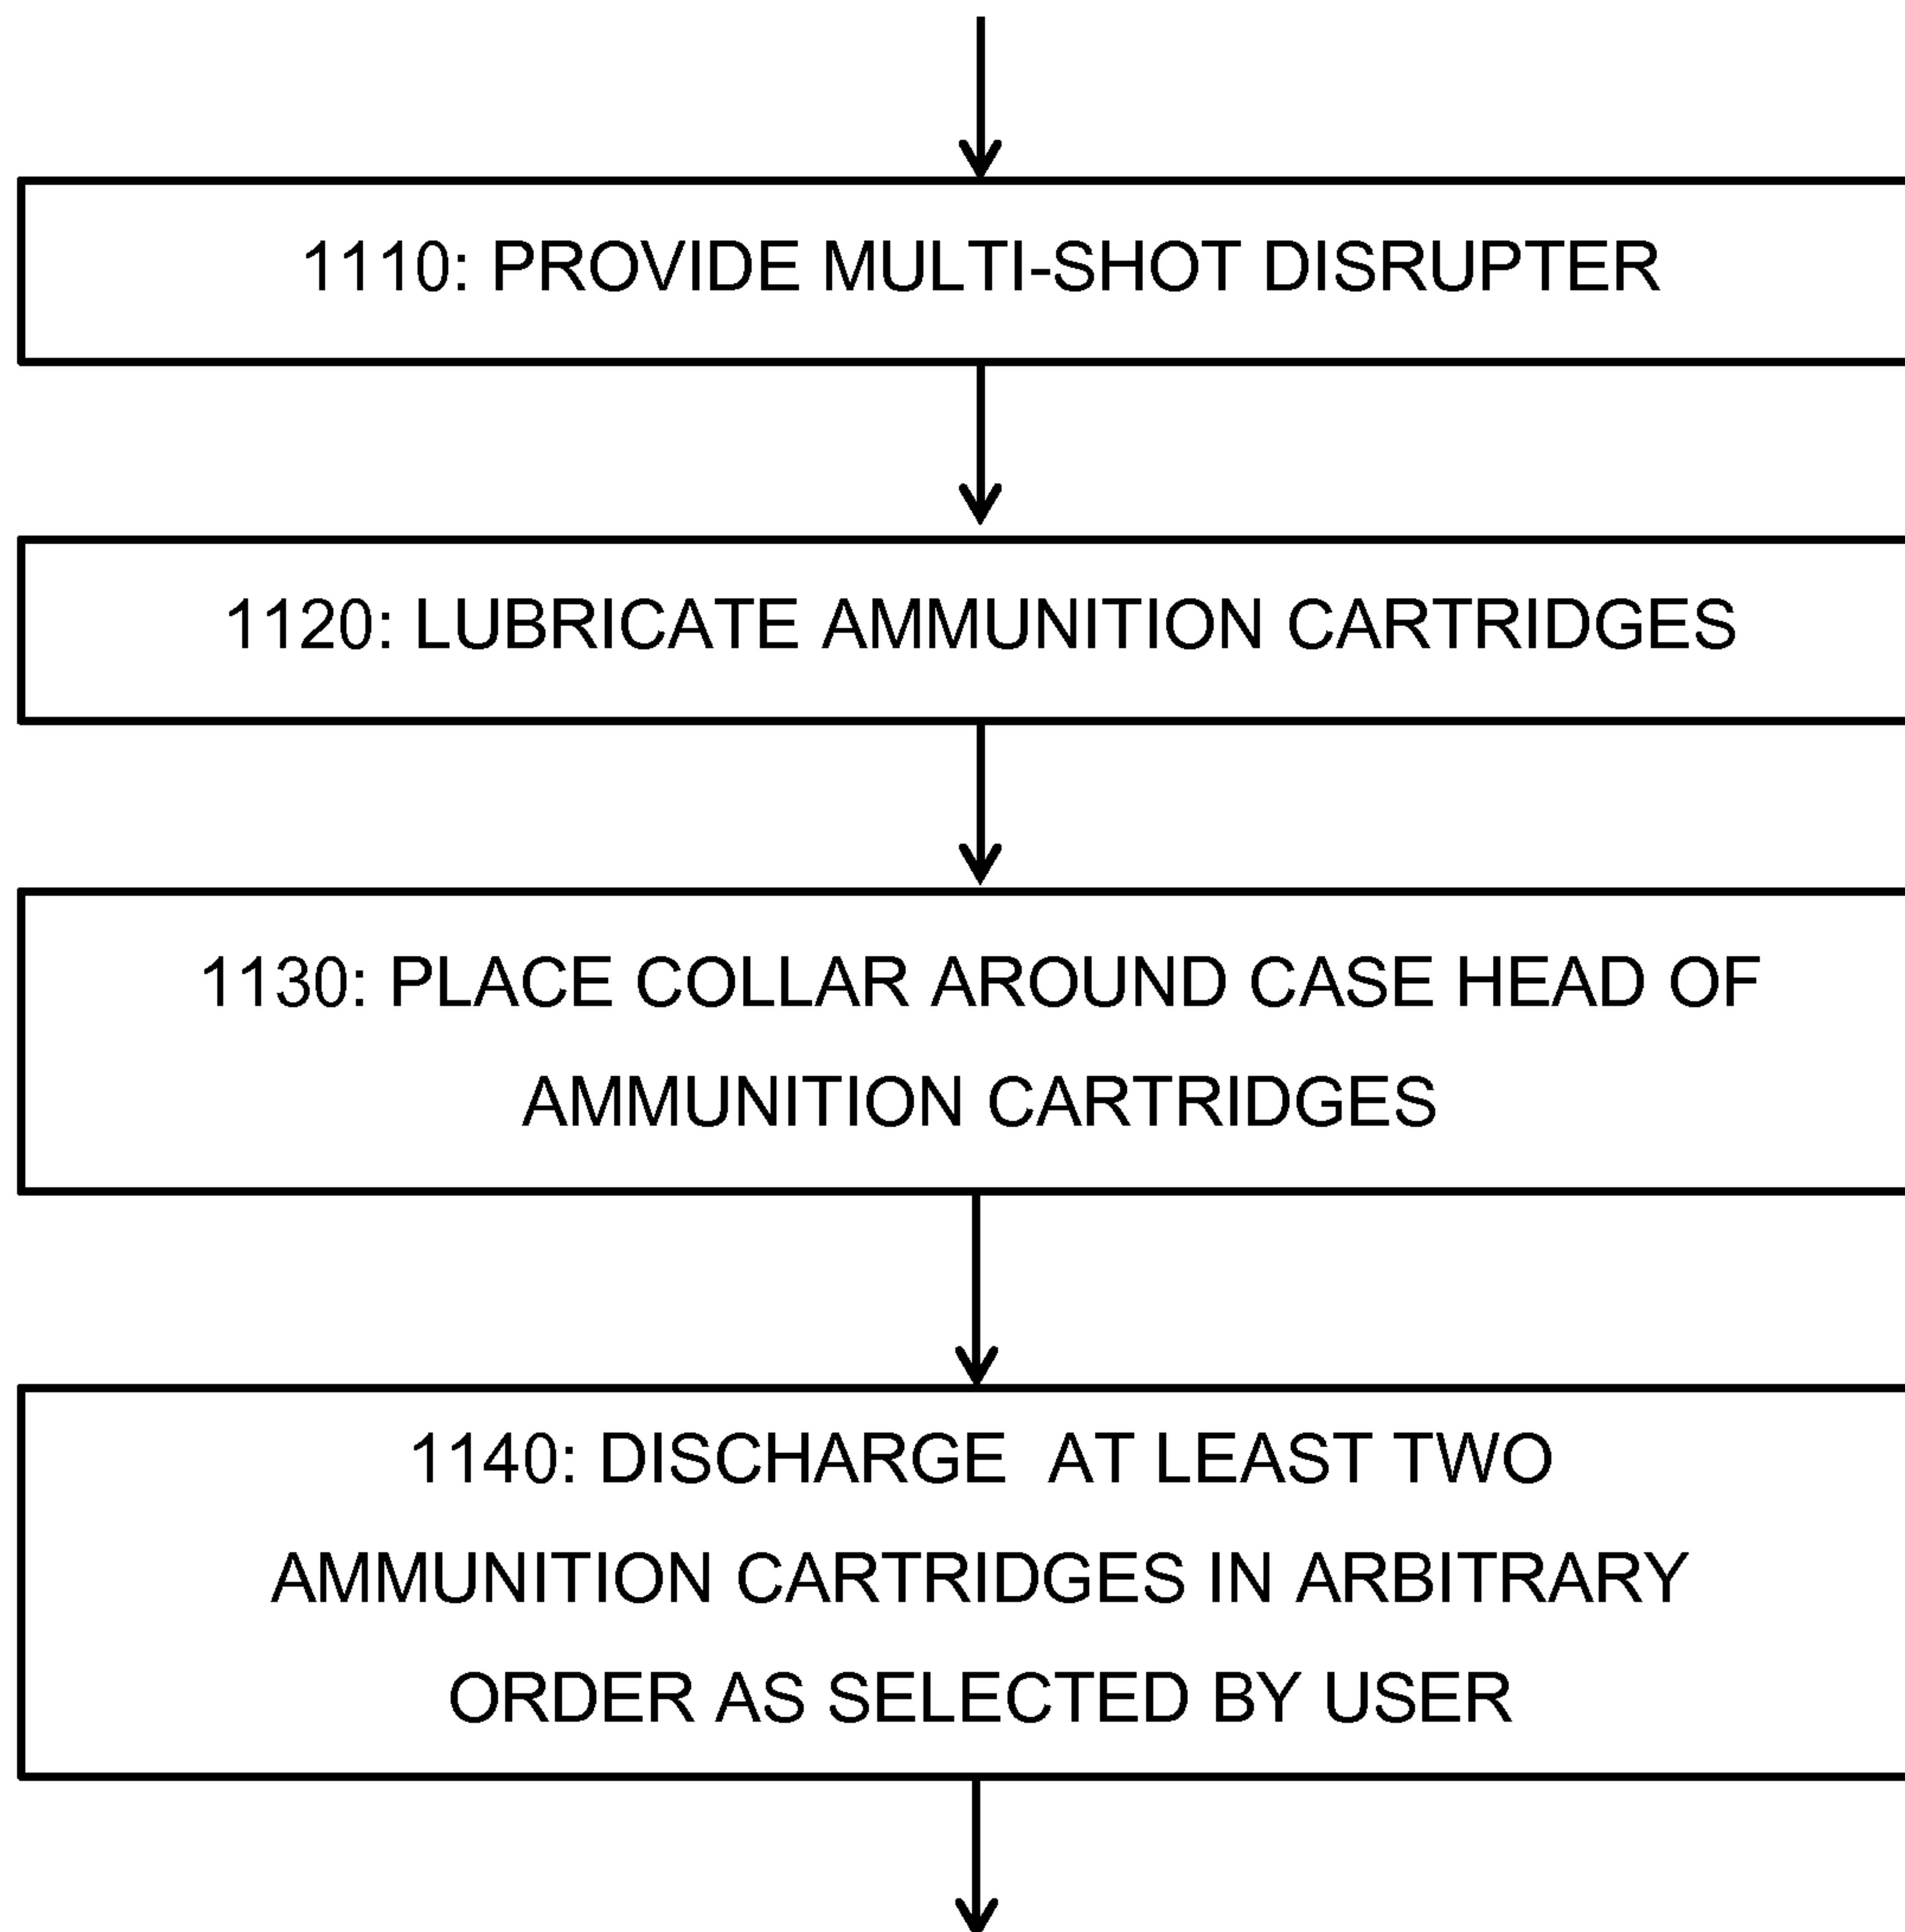 1110: PROVIDE MULTI-SHOT DISRUPTER
1120: LUBRICATE AMMUNITION CARTRIDGES
1130: PLACE COLLAR AROUND CASE HEAD OF
AMMUNITION CARTRIDGES
1140: DISCHARGE AT LEAST TWO
AMMUNITION CARTRIDGES IN ARBITRARY
ORDER AS SELECTED BY USER